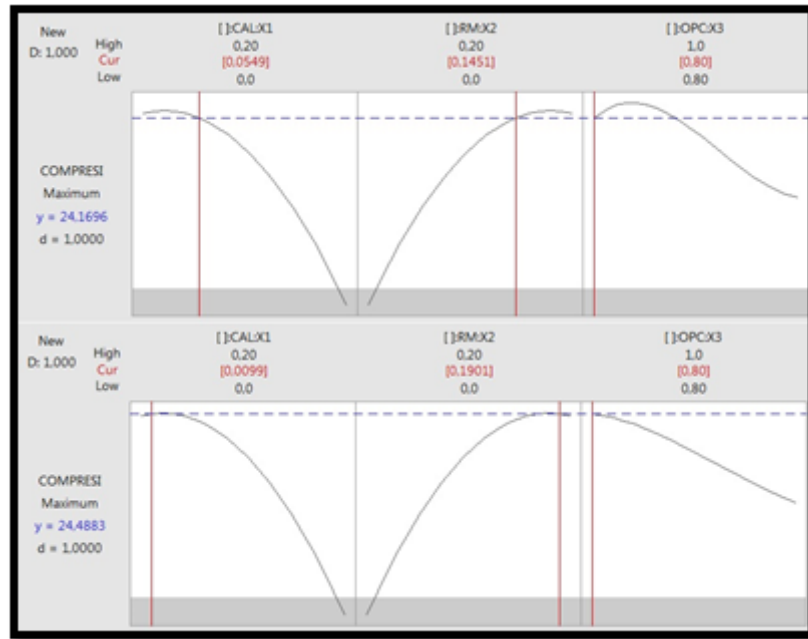 New
D: 1,000
High
Cur
Low
[ ]:CAL:X1
0,20
[0,0549]
0,0
[ ]:RM:X2
0,20
[0,1451]
0,0
[ ]:OPC:X3
1,0
[0,80]
0,80
COMPRESI
Maximum
y = 24,1696
d = 1,0000
New
D: 1,000
High
Cur
Low
[ ]:CAL:X1
0,20
[0,0099]
0,0
[ ]:RM:X2
0,20
[0,1901]
0,0
[ ]:OPC:X3
1,0
[0,80]
0,80
COMPRESI
Maximum
y = 24,4883
d = 1,0000